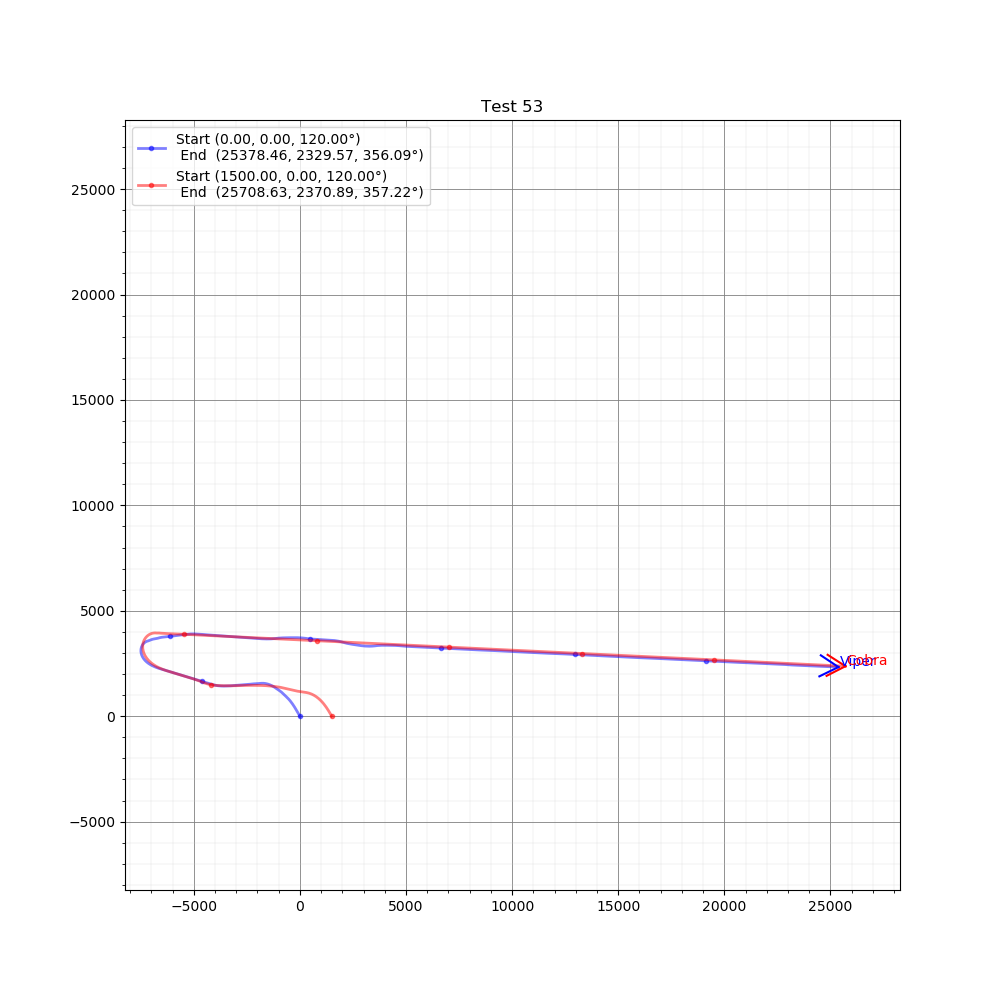 Test 53
Start (0.00, 0.00, 120.00°)
End (25378.46, 2329.57, 356.09°)
Start (1500.00, 0.00, 120.00°)
End (25708.63, 2370.89, 357.22°)
25000
20000
15000
10000
5000
0
−5000
Viper
Cobra
−5000 0 5000 10000 15000 20000 25000